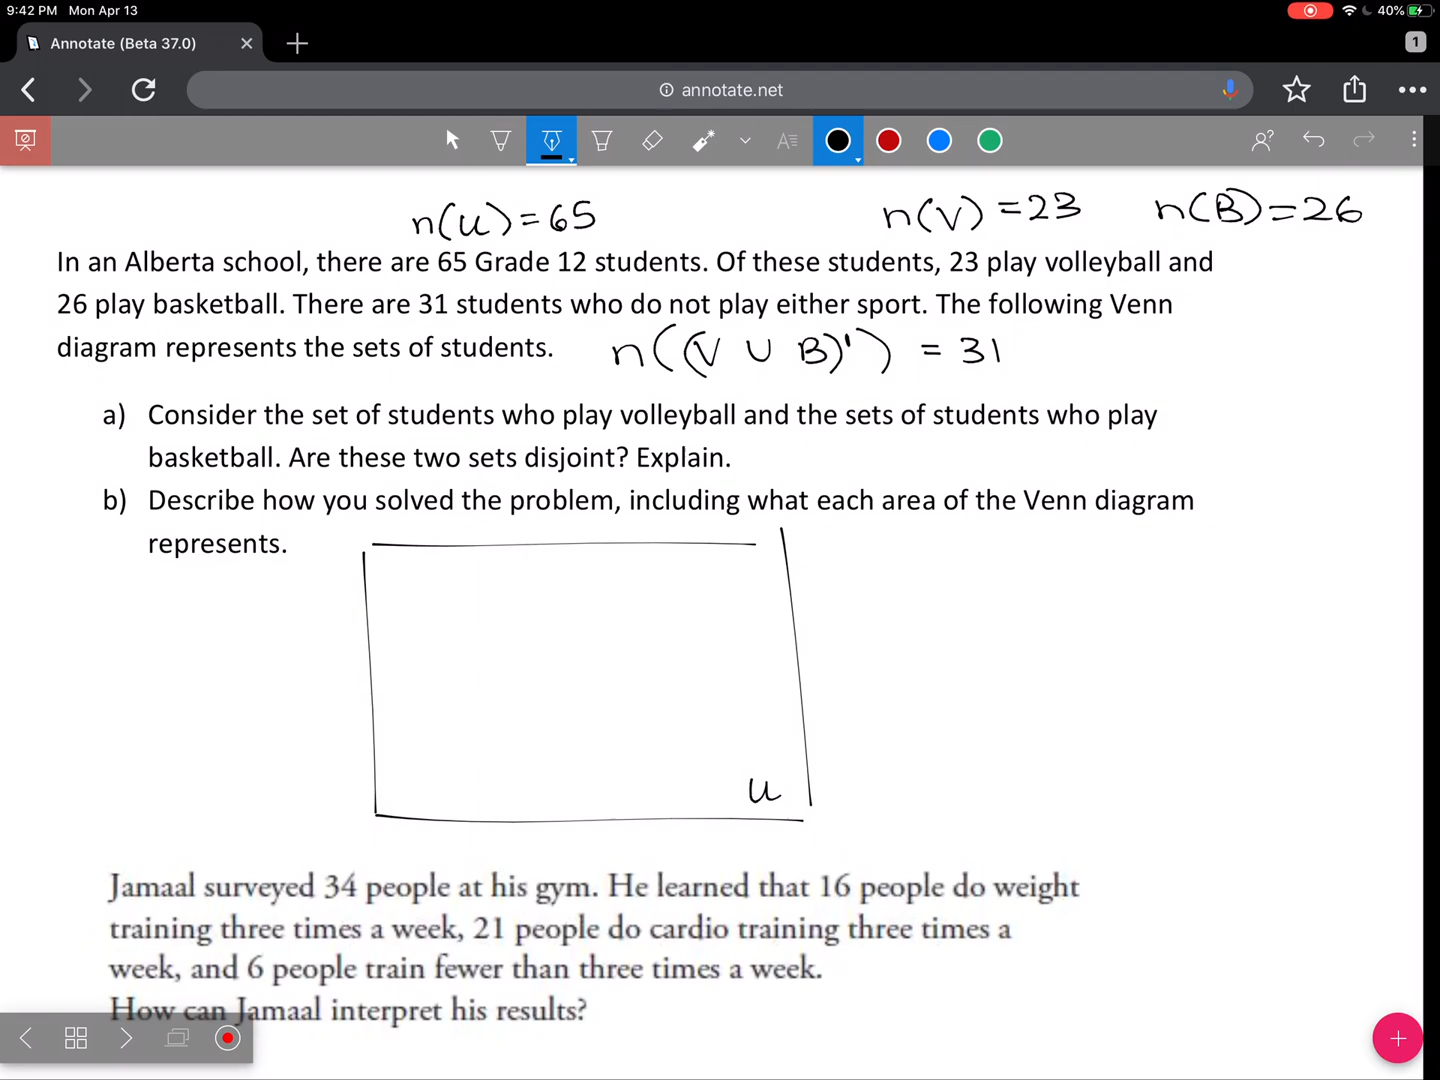 9:42 PM Mon Apr 13
40%
Annotate (Beta 37.0)
1
annotate.net
n(u)=65
n(V)=23
n(B)=26
In an Alberta school, there are 65 Grade 12 students. Of these students, 23 play volleyball and
26 play basketball. There are 31 students who do not play either sport. The following Venn
diagram represents the sets of students.
n((V ∪ B)') = 31
a) Consider the set of students who play volleyball and the sets of students who play
basketball. Are these two sets disjoint? Explain.
b) Describe how you solved the problem, including what each area of the Venn diagram
represents.
u
Jamaal surveyed 34 people at his gym. He learned that 16 people do weight
training three times a week, 21 people do cardio training three times a
week, and 6 people train fewer than three times a week.
How can Jamaal interpret his results?